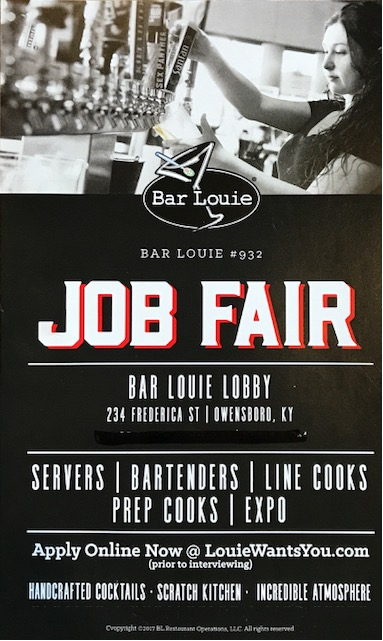 SEX PANTHER
Bar Louie
BAR LOUIE #932
JOB FAIR
BAR LOUIE LOBBY
234 FREDERICA ST | OWENSBORO, KY
SERVERS | BARTENDERS | LINE COOKS
PREP COOKS | EXPO
Apply Online Now @ LouieWantsYou.com
(prior to interviewing)
HANDCRAFTED COCKTAILS · SCRATCH KITCHEN · INCREDIBLE ATMOSPHERE
Copyright ©2017 BL Restaurant Operations, LLC. All rights reserved